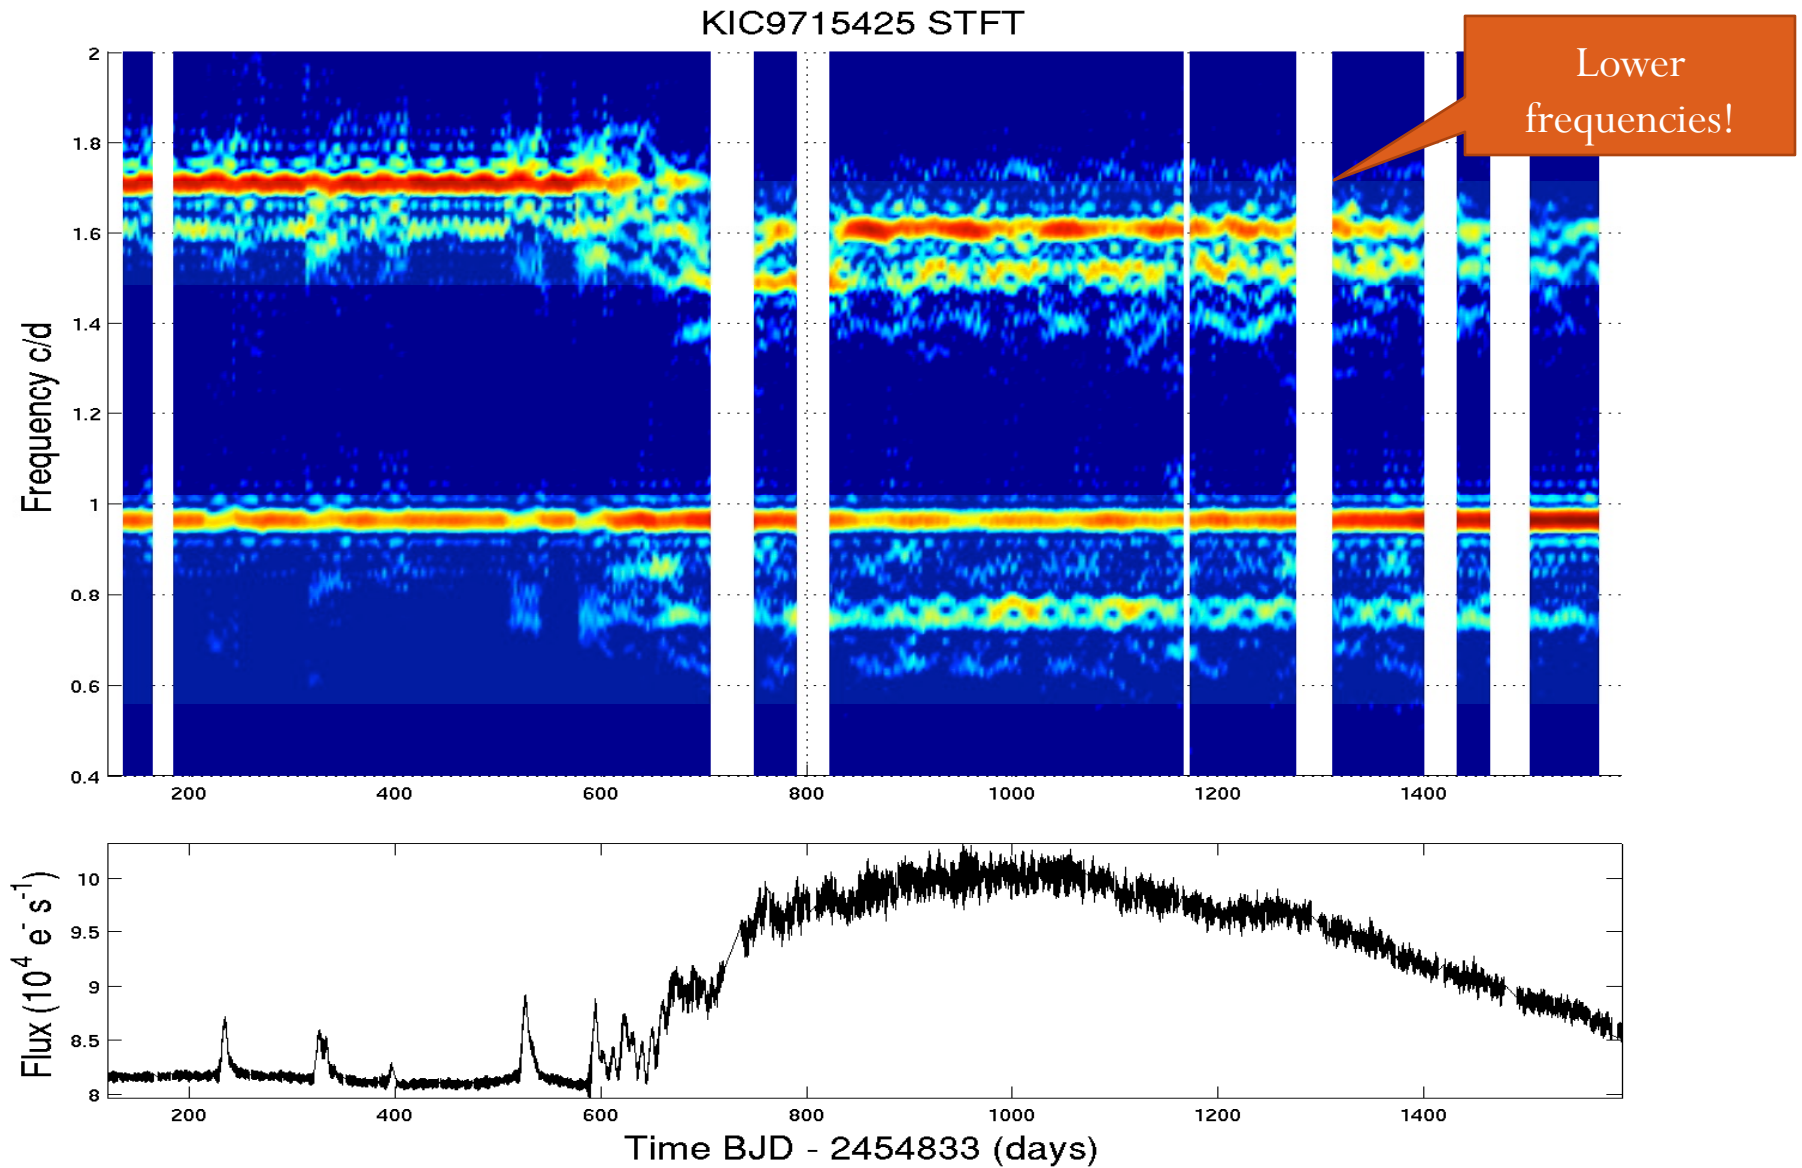 KIC9715425 STFT
Lower
frequencies!
Frequency c/d
2
1.8
1.6
1.4
1.2
1
0.8
0.6
0.4
200 400 600 800 1000 1200 1400
Flux (10^4 e^- s^-1)
10
9.5
9
8.5
8
200 400 600 800 1000 1200 1400
Time BJD - 2454833 (days)